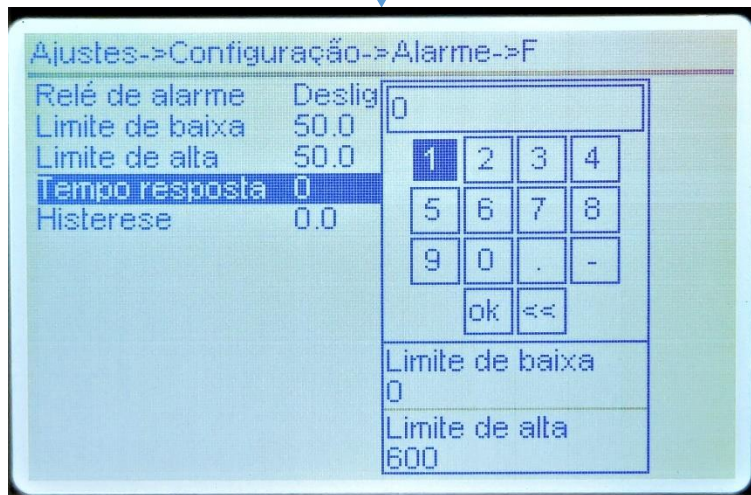 Ajustes->Configuração->Alarme->F
Relé de alarme Deslig
Limite de baixa 50.0
Limite de alta 50.0
Tempo resposta 0
Histerese 0.0
0
1 2 3 4
5 6 7 8
9 0 . -
ok <<
Limite de baixa
0
Limite de alta
600